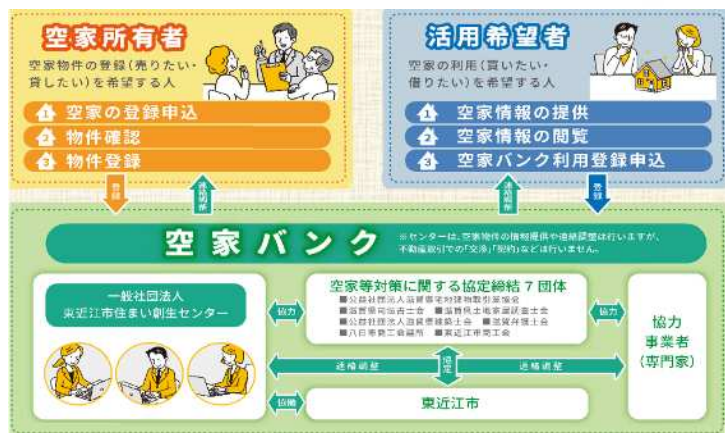 空家所有者
空家物件の登録(売りたい・
貸したい)を希望する人
1 空家の登録申込
2 物件確認
3 物件登録
活用希望者
空家の利用(買いたい・
借りたい)を希望する人
1 空家情報の提供
2 空家情報の閲覧
3 空家バンク利用登録申込
登録
連絡調整
連絡調整
登録
空家バンク
※センターは、空家物件の情報提供や連絡調整は行いますが、
不動産取引での「交渉」「契約」などは行いません。
一般社団法人
東近江市住まい創生センター
協力
空家等対策に関する協定締結7団体
■公益社団法人滋賀県宅地建物取引業協会
■滋賀県司法書士会 ■滋賀県土地家屋調査士会
■公益社団法人滋賀県建築士会 ■滋賀弁護士会
■八日市商工会議所 ■東近江市商工会
協力
協力
事業者
(専門家)
連絡調整
協定
連絡調整
協働
東近江市